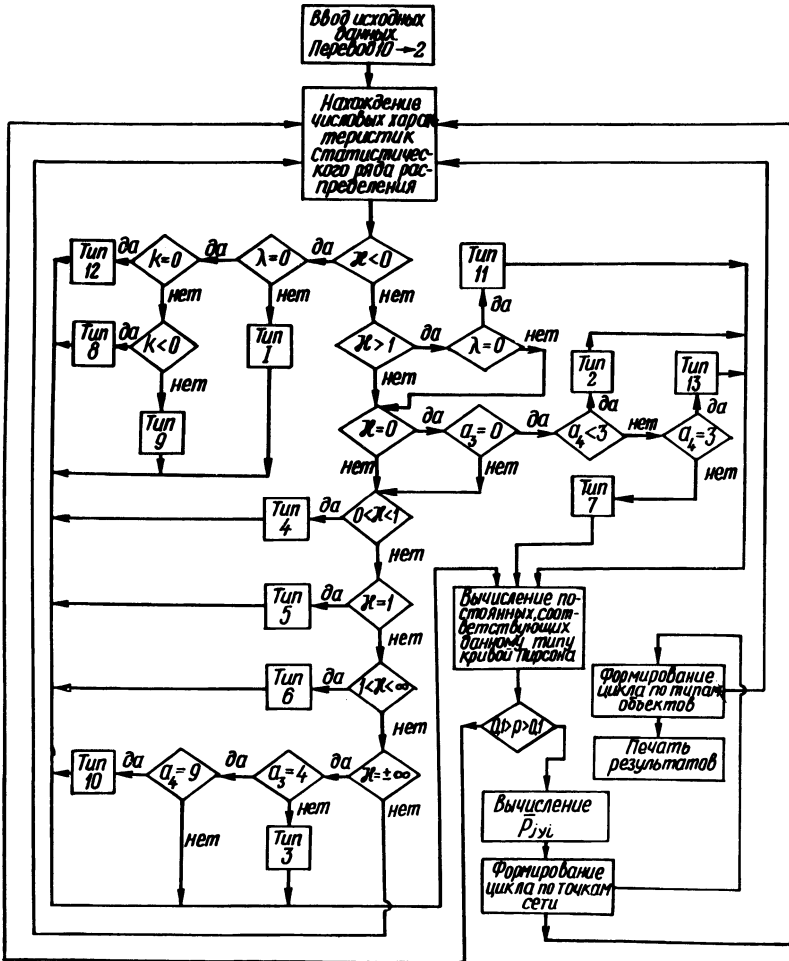 Ввод исходных
данных.
Перевод 10→2
Нахождение
числовых харак
теристик
статистичес-
кого ряда рас-
пределения
Тип
12
да
k=0
да
λ=0
да
ϰ<0
Тип
11
нет
нет
нет
да
Тип
8
да
k<0
Тип
I
ϰ>1
да
λ=0
нет
Тип
2
Тип
13
нет
нет
да
да
Тип
9
ϰ=0
да
a₃=0
да
a₄<3
нет
a₄=3
нет
нет
нет
Тип
4
да
0<ϰ<1
Тип
7
нет
Тип
5
да
ϰ=1
Вычисление по-
стоянных, соот-
ветствующих
данному типу
кривой Пирсона
нет
Тип
6
да
1<ϰ<∞
Формирование
цикла по типам
объектов
нет
0,1>p>0,1
Печать
результатов
Тип
10
да
a₄=9
да
a₃=4
да
ϰ=±∞
нет
нет
нет
Тип
3
Вычисление
P̅jyi
Формирование
цикла по точкам
сети